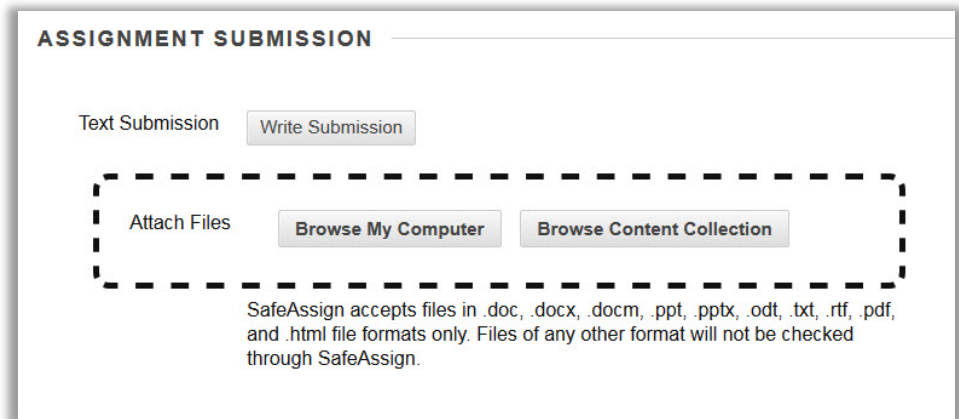 ASSIGNMENT SUBMISSION
Text Submission Write Submission
Attach Files Browse My Computer Browse Content Collection
SafeAssign accepts files in .doc, .docx, .docm, .ppt, .pptx, .odt, .txt, .rtf, .pdf,
and .html file formats only. Files of any other format will not be checked
through SafeAssign.